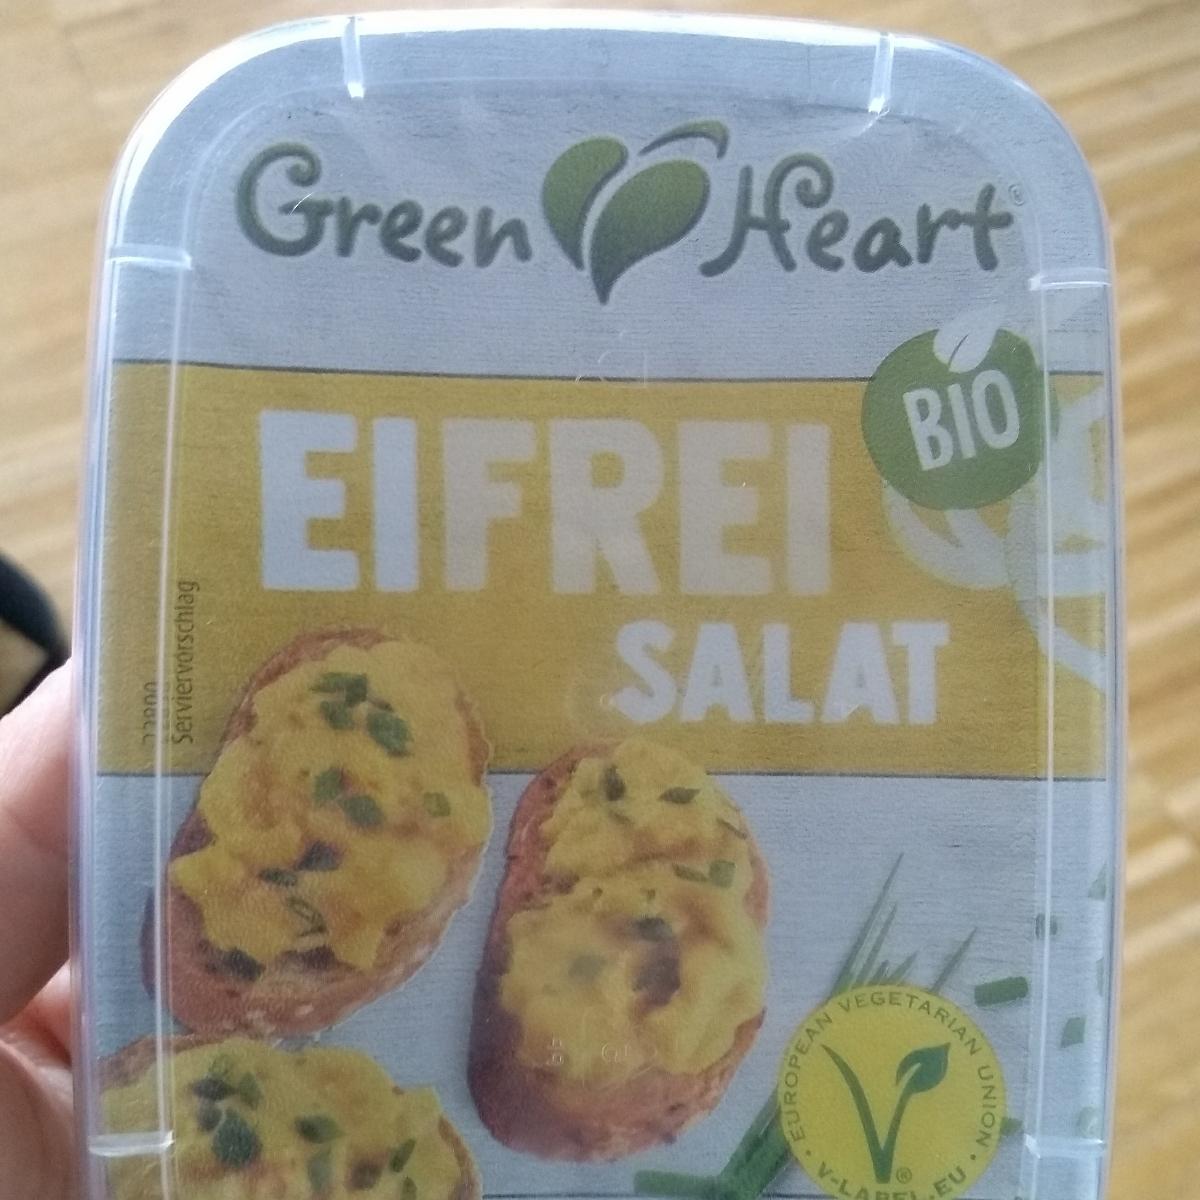 Green Heart®
BIO
EIFREI
SALAT
Serviervorschlag
· EUROPEAN VEGETARIAN UNION ·
V-LABEL.EU
®